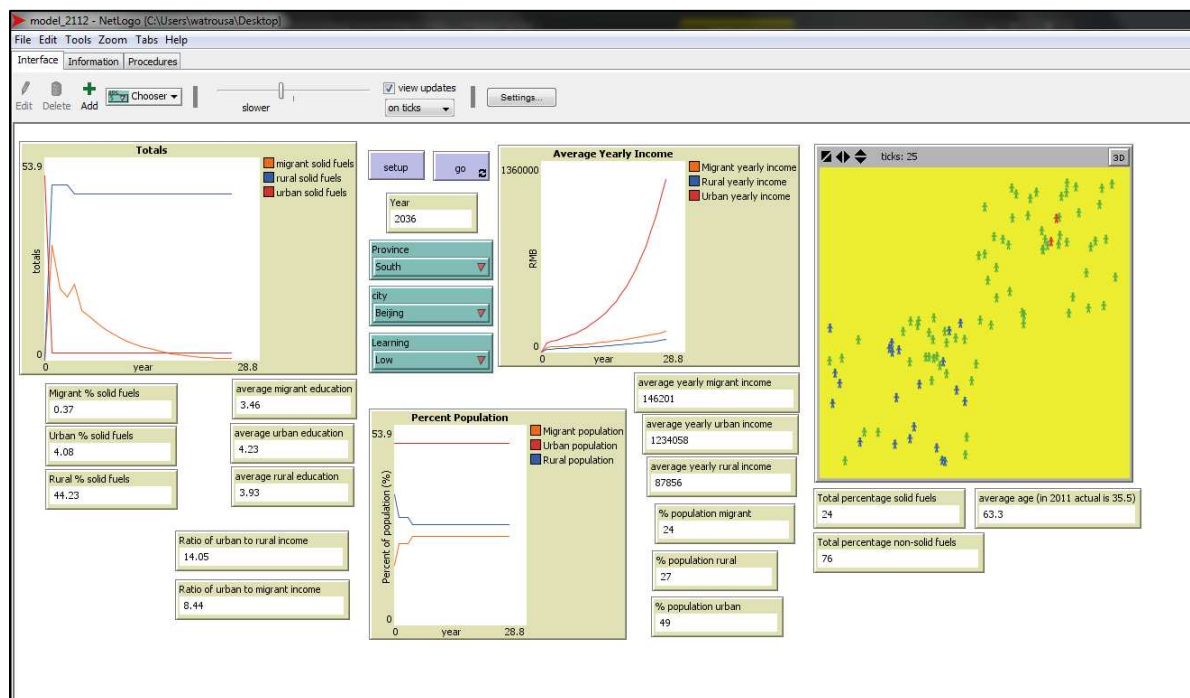 model_2112 - NetLogo {C:\Users\watrousa\Desktop}
File Edit Tools Zoom Tabs Help
Interface Information Procedures
Edit Delete Add Chooser slower view updates on ticks Settings...
Totals
53.9
totals
0
0 year 28.8
migrant solid fuels
rural solid fuels
urban solid fuels
setup go
Year
2036
Province
South
city
Beijing
Learning
Low
Average Yearly Income
1360000
RMB
0
0 year 28.8
Migrant yearly income
Rural yearly income
Urban yearly income
ticks: 25 3D
Migrant % solid fuels
0.37
Urban % solid fuels
4.08
Rural % solid fuels
44.23
average migrant education
3.46
average urban education
4.23
average rural education
3.93
Ratio of urban to rural income
14.05
Ratio of urban to migrant income
8.44
Percent Population
53.9
Percent of population (%)
0
0 year 28.8
Migrant population
Urban population
Rural population
average yearly migrant income
146201
average yearly urban income
1234058
average yearly rural income
87856
% population migrant
24
% population rural
27
% population urban
49
Total percentage solid fuels
24
average age (in 2011 actual is 35.5)
63.3
Total percentage non-solid fuels
76